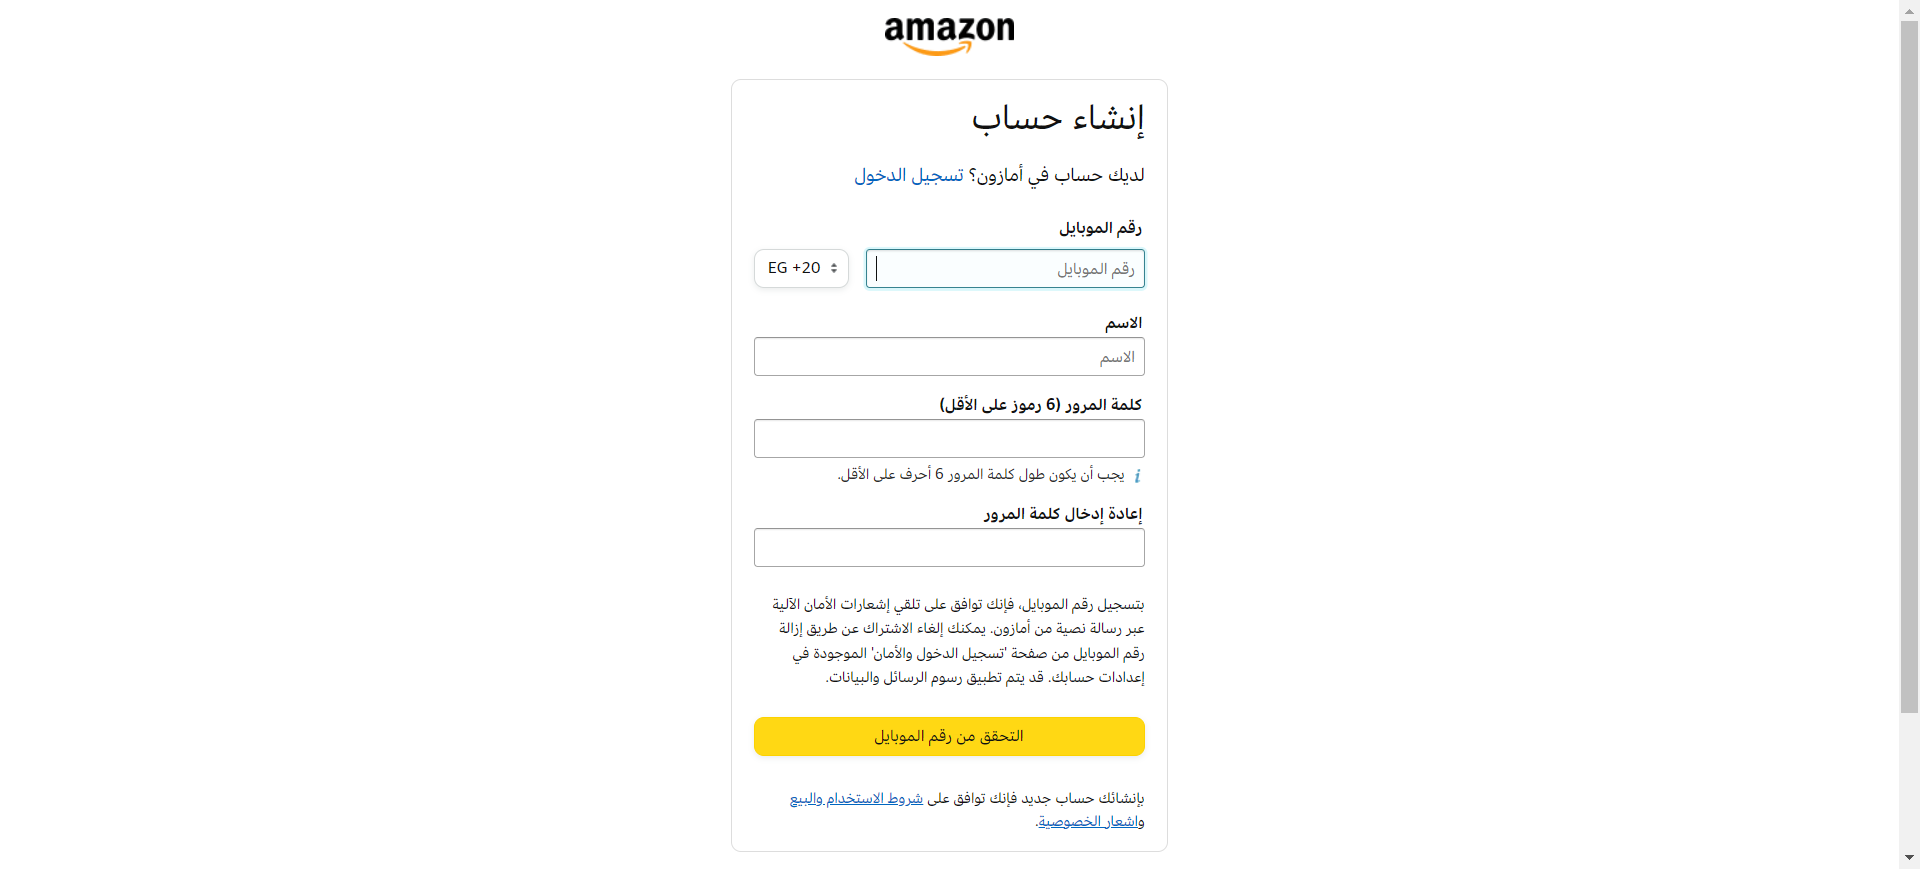 amazon
إنشاء حساب
لديك حساب في أمازون؟ تسجيل الدخول
رقم الموبايل
رقم الموبايل
EG +20
الاسم
الاسم
كلمة المرور (6 رموز على الأقل)
يجب أن يكون طول كلمة المرور 6 أحرف على الأقل.
إعادة إدخال كلمة المرور
بتسجيل رقم الموبايل، فإنك توافق على تلقي إشعارات الأمان الآلية
عبر رسالة نصية من أمازون. يمكنك إلغاء الاشتراك عن طريق إزالة
رقم الموبايل من صفحة 'تسجيل الدخول والأمان' الموجودة في
إعدادات حسابك. قد يتم تطبيق رسوم الرسائل والبيانات.
التحقق من رقم الموبايل
بإنشائك حساب جديد فإنك توافق على شروط الاستخدام والبيع
واشعار الخصوصية.